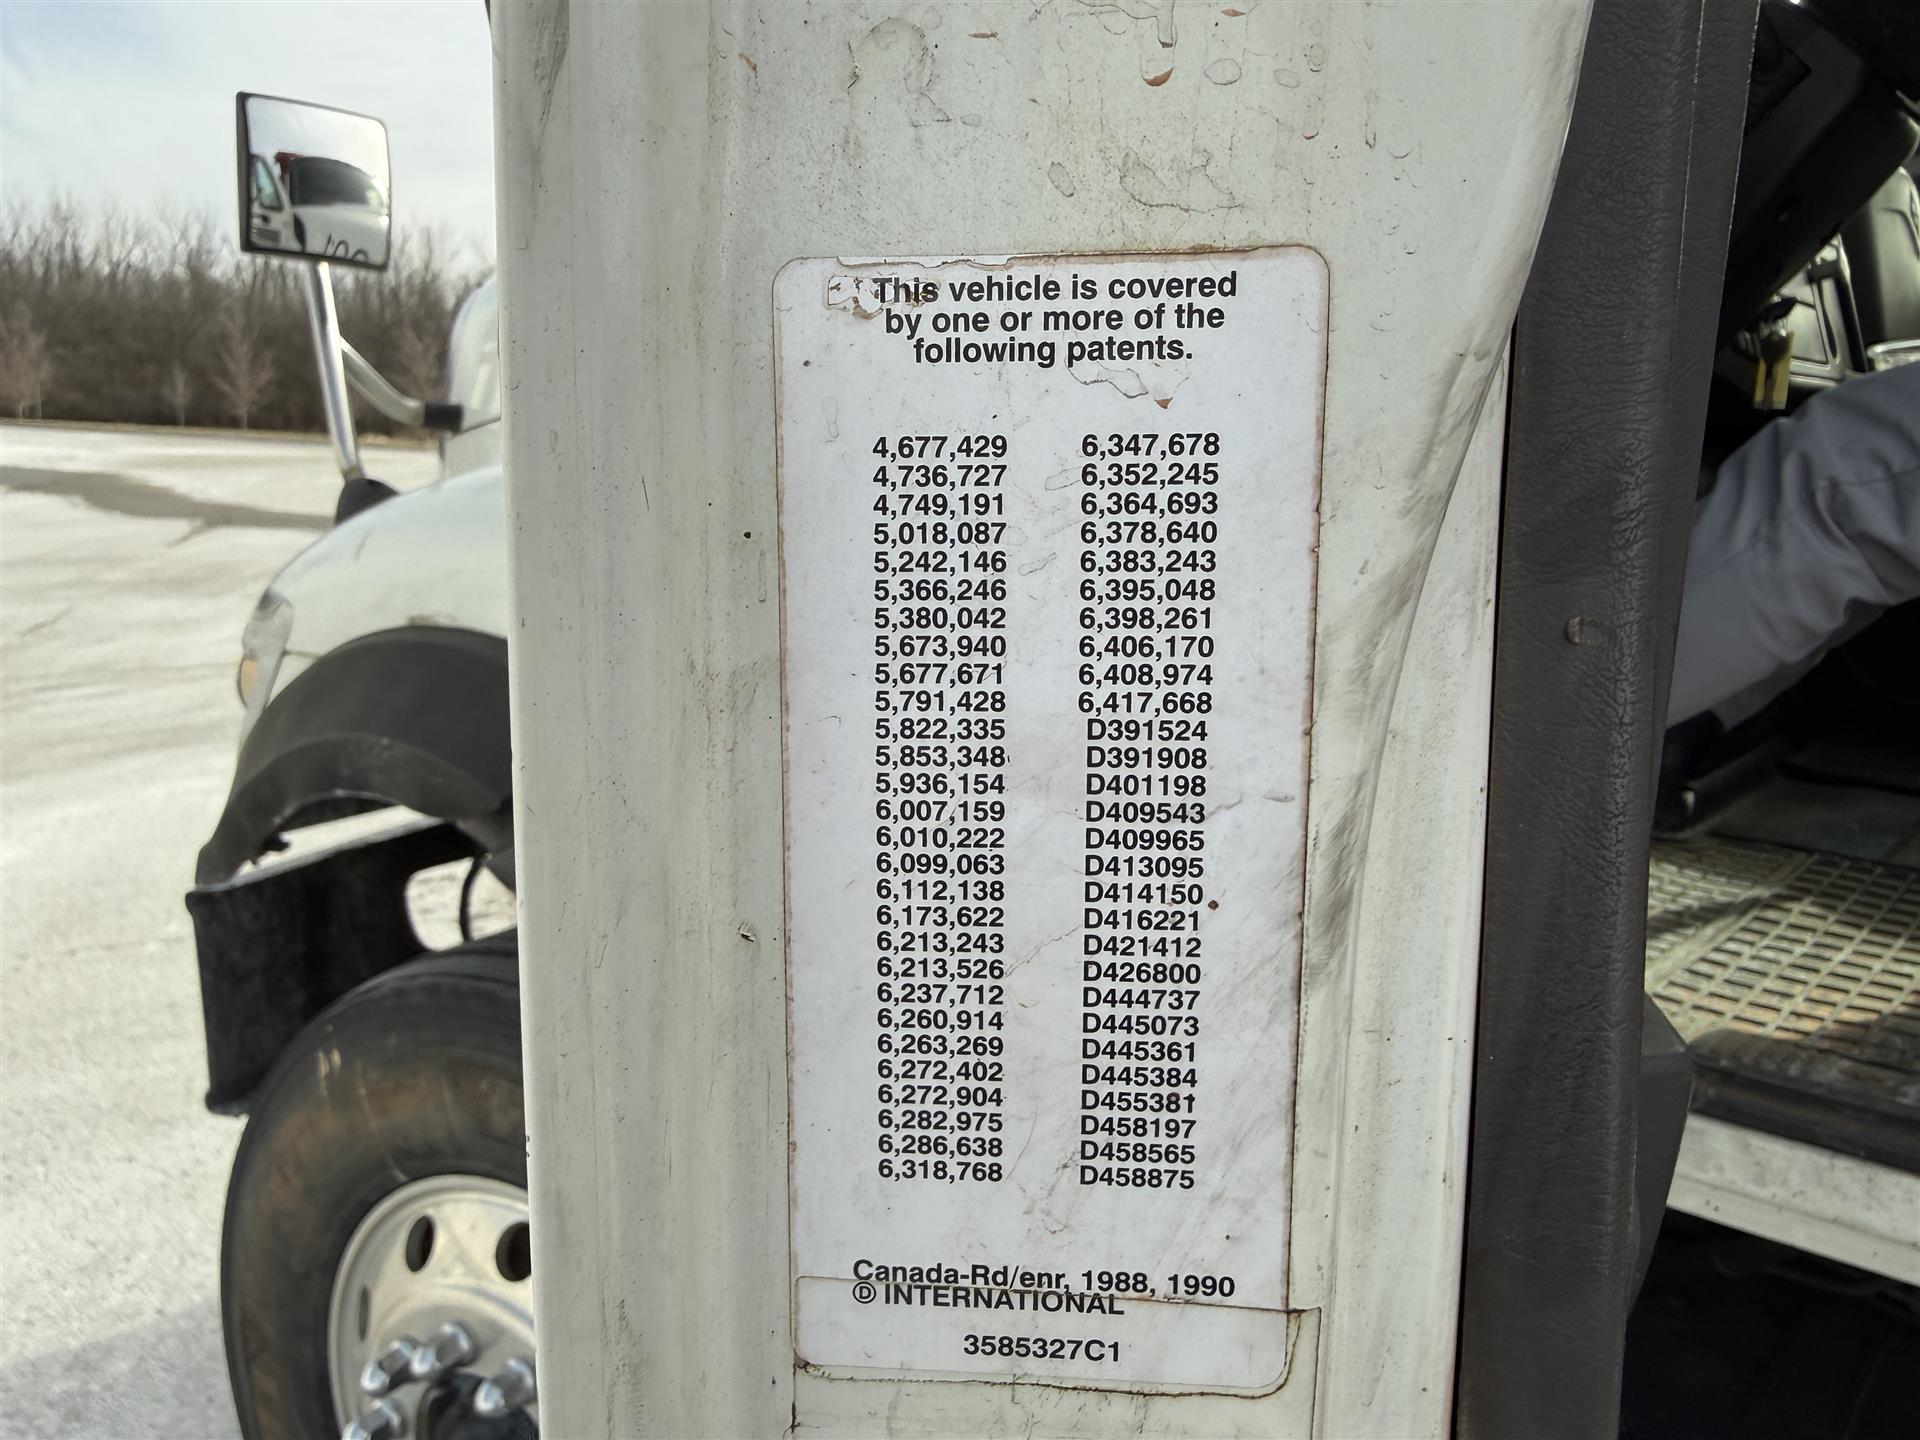 This vehicle is covered
by one or more of the
following patents.
4,677,429
4,736,727
4,749,191
5,018,087
5,242,146
5,366,246
5,380,042
5,673,940
5,677,671
5,791,428
5,822,335
5,853,348
5,936,154
6,007,159
6,010,222
6,099,063
6,112,138
6,173,622
6,213,243
6,213,526
6,237,712
6,260,914
6,263,269
6,272,402
6,272,904
6,282,975
6,286,638
6,318,768
6,347,678
6,352,245
6,364,693
6,378,640
6,383,243
6,395,048
6,398,261
6,406,170
6,408,974
6,417,668
D391524
D391908
D401198
D409543
D409965
D413095
D414150
D416221
D421412
D426800
D444737
D445073
D445361
D445384
D455381
D458197
D458565
D458875
Canada-Rd/enr, 1988, 1990
Ⓓ INTERNATIONAL
3585327C1